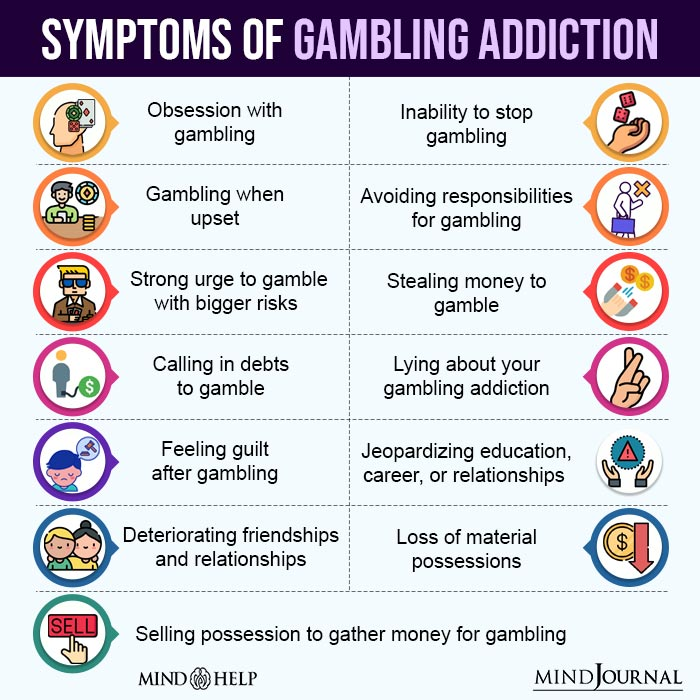 SYMPTOMS OF GAMBLING ADDICTION
Obsession with
gambling
Inability to stop
gambling
Gambling when
upset
Avoiding responsibilities
for gambling
Strong urge to gamble
with bigger risks
Stealing money to
gamble
Calling in debts
to gamble
Lying about your
gambling addiction
Feeling guilt
after gambling
Jeopardizing education,
career, or relationships
Deteriorating friendships
and relationships
Loss of material
possessions
SELL
Selling possession to gather money for gambling
MIND HELP
MINDJOURNAL